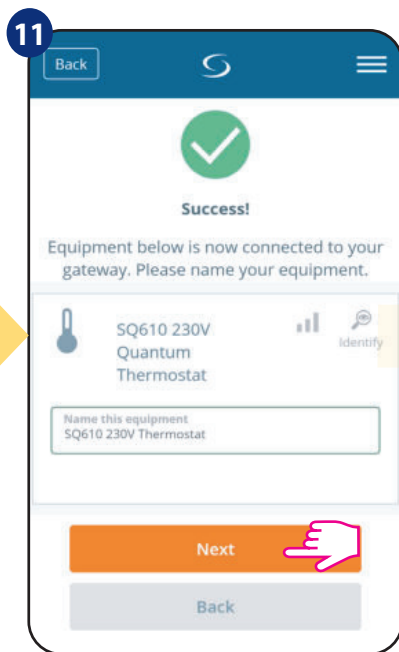 11
Back
Success!
Equipment below is now connected to your
gateway. Please name your equipment.
SQ610 230V
Quantum
Thermostat
Identify
Name this equipment
SQ610 230V Thermostat
Next
Back